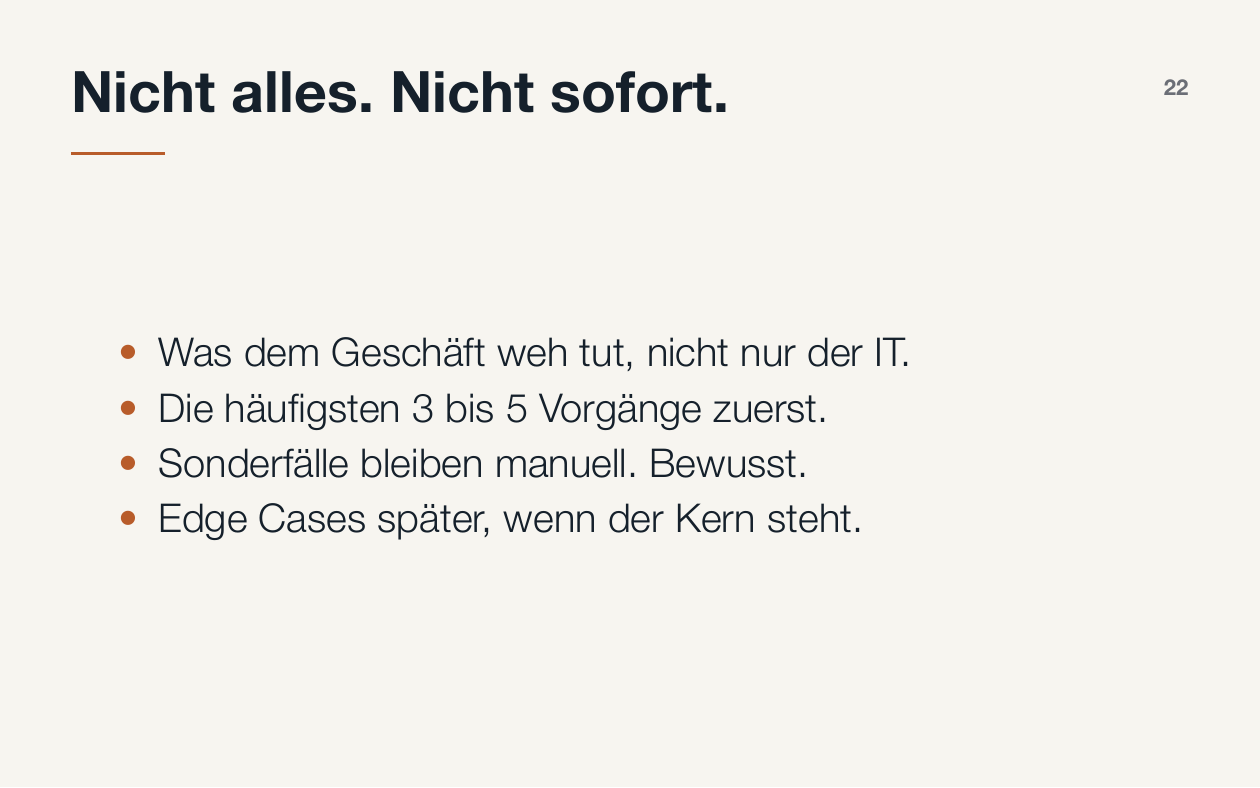 Nicht alles. Nicht sofort.
22
Was dem Geschäft weh tut, nicht nur der IT.
Die häufigsten 3 bis 5 Vorgänge zuerst.
Sonderfälle bleiben manuell. Bewusst.
Edge Cases später, wenn der Kern steht.